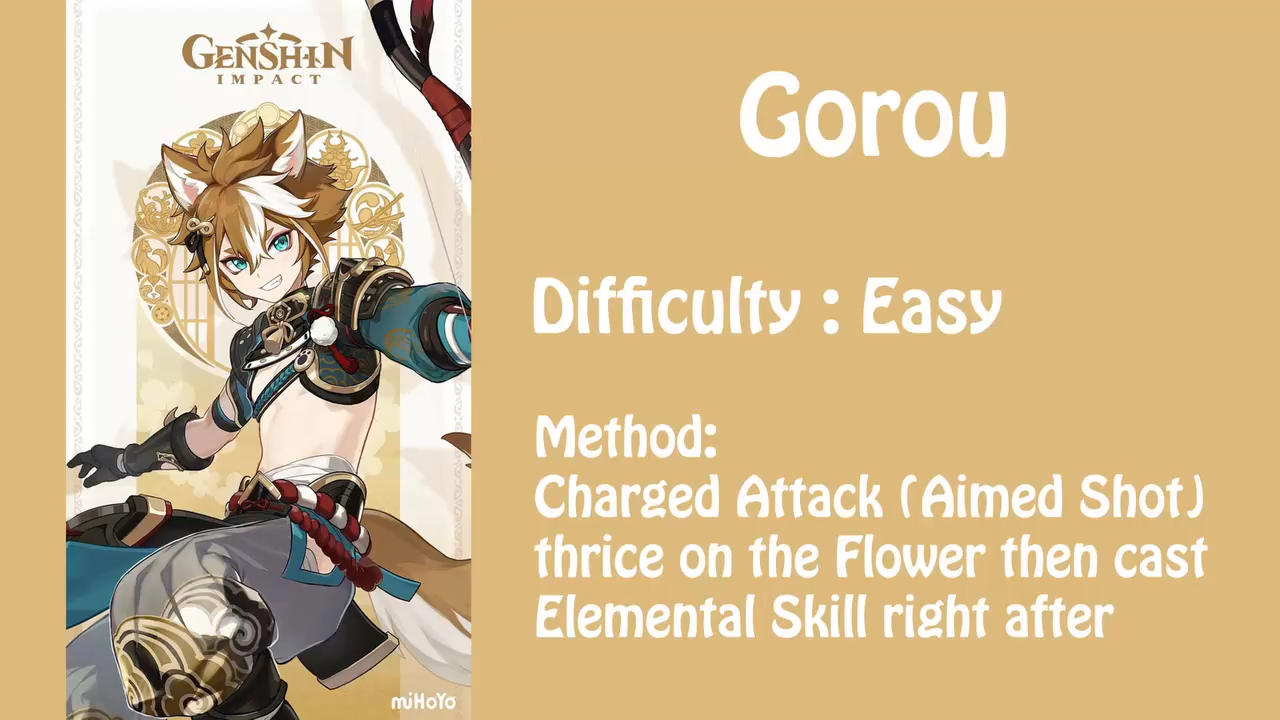 GENSHIN
IMPACT
Gorou
Difficulty : Easy
Method:
Charged Attack (Aimed Shot)
thrice on the Flower then cast
Elemental Skill right after
miHoYo